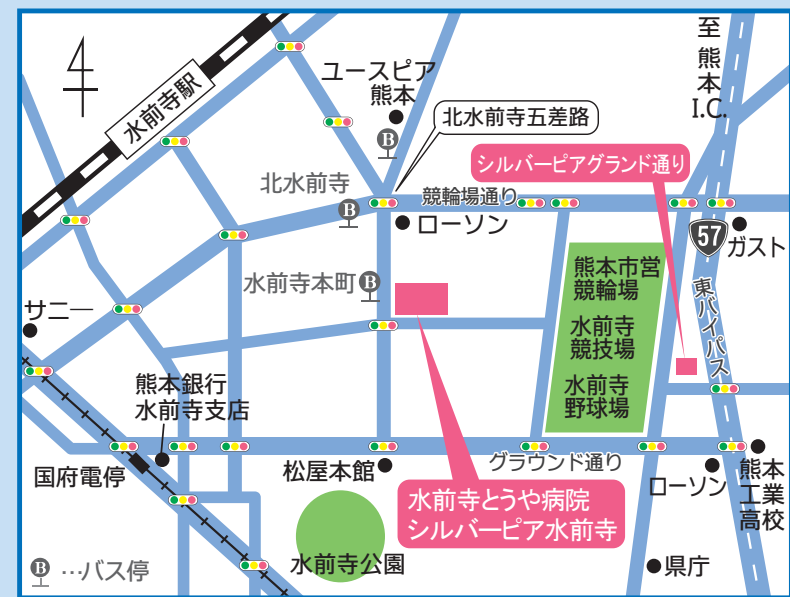 至
熊
本
I.C.
ユースピア
熊本
水前寺駅
B
北水前寺五差路
シルバーピアグランド通り
北水前寺
B
競輪場通り
ローソン
57
ガスト
水前寺本町
B
熊本市営
競輪場
水前寺
競技場
水前寺
野球場
東バイパス
サニー
熊本銀行
水前寺支店
国府電停
松屋本館
グラウンド通り
ローソン
熊本
工業
高校
水前寺とうや病院
シルバーピア水前寺
水前寺公園
県庁
B
…バス停